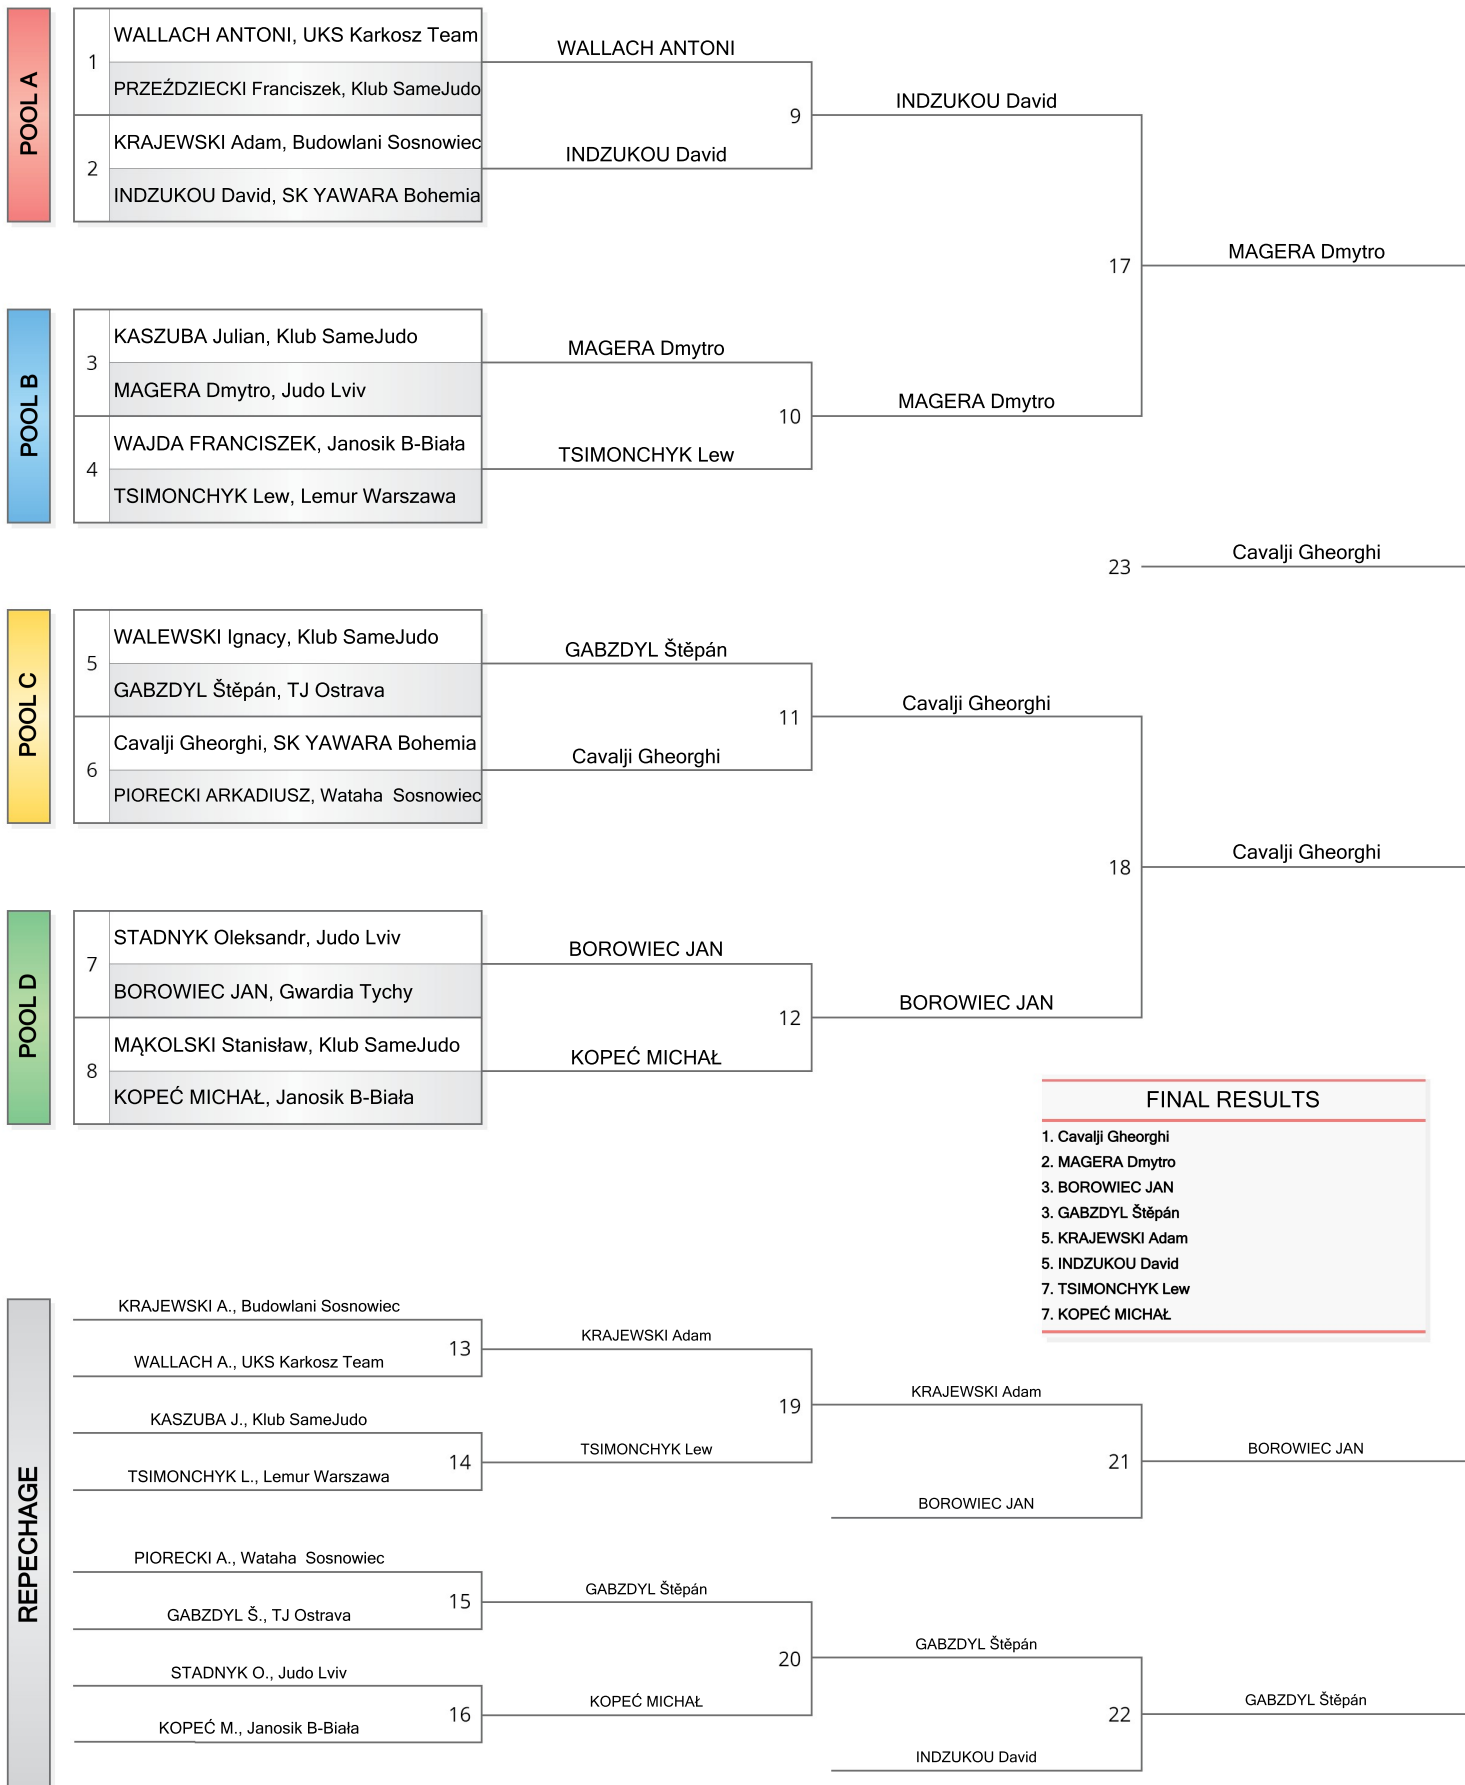 POOL A
1
WALLACH ANTONI, UKS Karkosz Team
PRZEŹDZIECKI Franciszek, Klub SameJudo
2
KRAJEWSKI Adam, Budowlani Sosnowiec
INDZUKOU David, SK YAWARA Bohemia
WALLACH ANTONI
INDZUKOU David
9
INDZUKOU David
POOL B
3
KASZUBA Julian, Klub SameJudo
MAGERA Dmytro, Judo Lviv
4
WAJDA FRANCISZEK, Janosik B-Biała
TSIMONCHYK Lew, Lemur Warszawa
MAGERA Dmytro
TSIMONCHYK Lew
10
MAGERA Dmytro
17
MAGERA Dmytro
23
Cavalji Gheorghi
POOL C
5
WALEWSKI Ignacy, Klub SameJudo
GABZDYL Štěpán, TJ Ostrava
6
Cavalji Gheorghi, SK YAWARA Bohemia
PIORECKI ARKADIUSZ, Wataha  Sosnowiec
GABZDYL Štěpán
Cavalji Gheorghi
11
Cavalji Gheorghi
POOL D
7
STADNYK Oleksandr, Judo Lviv
BOROWIEC JAN, Gwardia Tychy
8
MĄKOLSKI Stanisław, Klub SameJudo
KOPEĆ MICHAŁ, Janosik B-Biała
BOROWIEC JAN
KOPEĆ MICHAŁ
12
BOROWIEC JAN
18
Cavalji Gheorghi
FINAL RESULTS
1. Cavalji Gheorghi
2. MAGERA Dmytro
3. BOROWIEC JAN
3. GABZDYL Štěpán
5. KRAJEWSKI Adam
5. INDZUKOU David
7. TSIMONCHYK Lew
7. KOPEĆ MICHAŁ
REPECHAGE
KRAJEWSKI A., Budowlani Sosnowiec
WALLACH A., UKS Karkosz Team
13
KRAJEWSKI Adam
KASZUBA J., Klub SameJudo
TSIMONCHYK L., Lemur Warszawa
14
TSIMONCHYK Lew
19
KRAJEWSKI Adam
BOROWIEC JAN
21
BOROWIEC JAN
PIORECKI A., Wataha  Sosnowiec
GABZDYL Š., TJ Ostrava
15
GABZDYL Štěpán
STADNYK O., Judo Lviv
KOPEĆ M., Janosik B-Biała
16
KOPEĆ MICHAŁ
20
GABZDYL Štěpán
INDZUKOU David
22
GABZDYL Štěpán